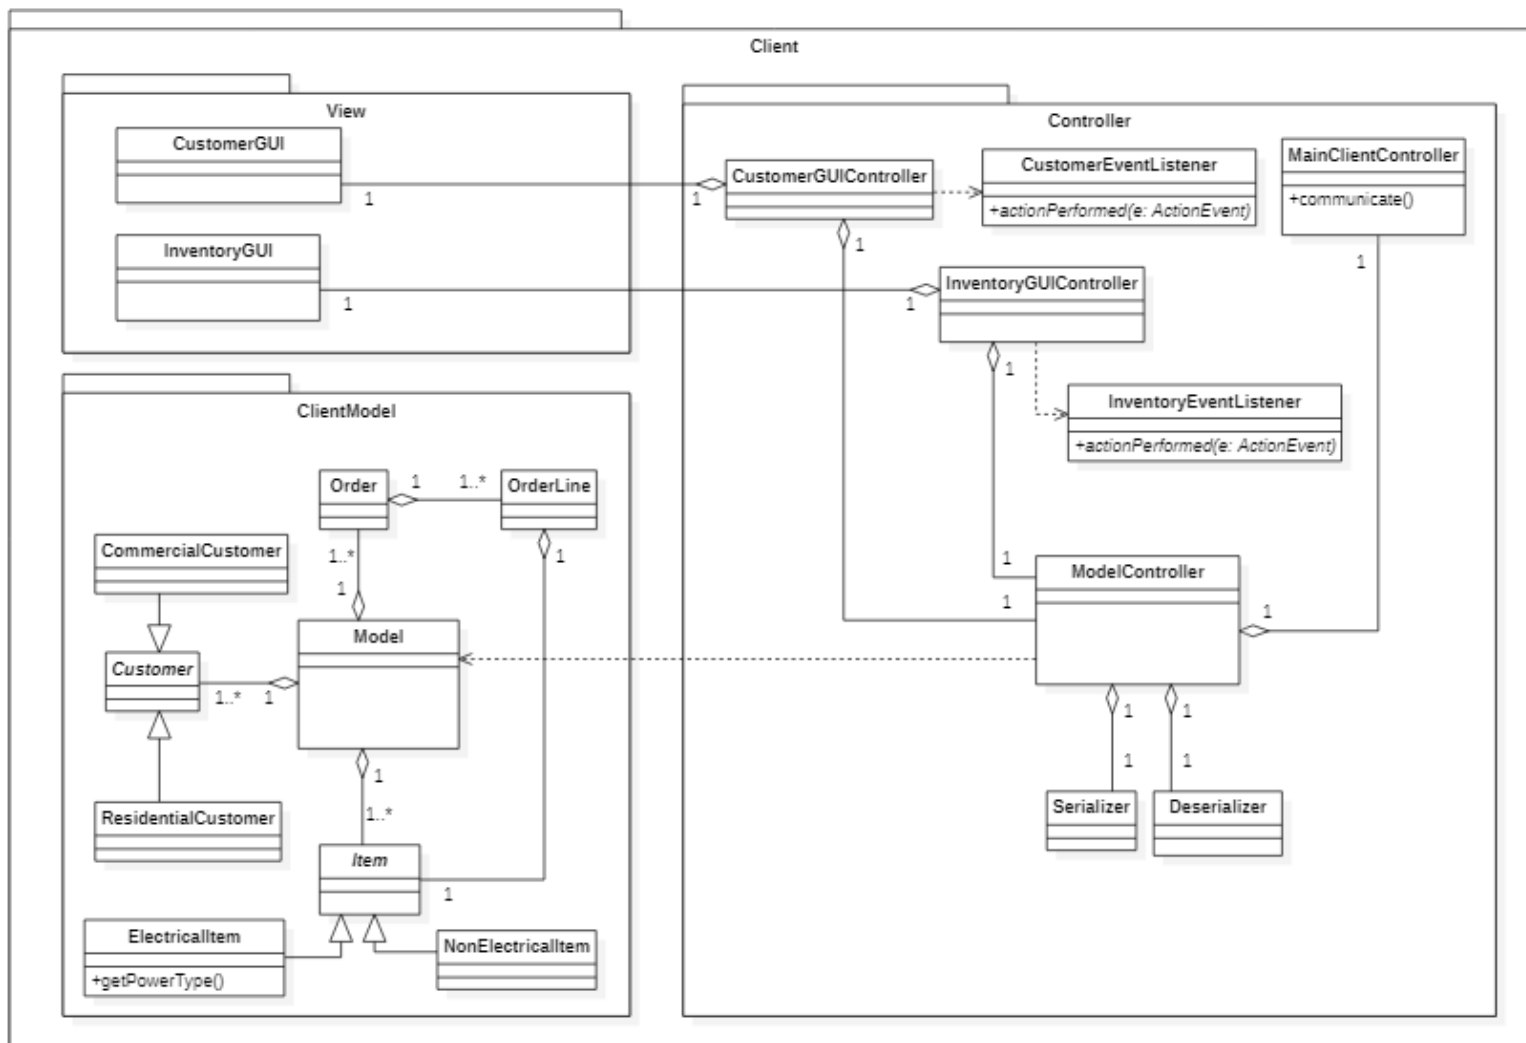 Client
View
CustomerGUI
1
InventoryGUI
1
Controller
CustomerGUIController
1
1
CustomerEventListener
+actionPerformed(e: ActionEvent)
MainClientController
+communicate()
1
InventoryGUIController
1
1
InventoryEventListener
+actionPerformed(e: ActionEvent)
ClientModel
Order
1
1..*
OrderLine
1..*
1
1
CommercialCustomer
Model
Customer
1..*
1
ResidentialCustomer
1
1..*
Item
1
ElectricalItem
+getPowerType()
NonElectricalItem
1
1
ModelController
1
1
1
1
1
Serializer
Deserializer